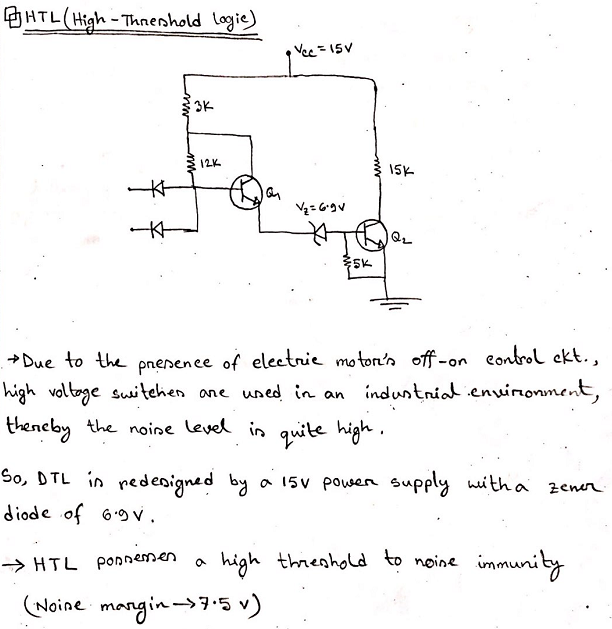 HTL (High-Threshold Logic)
Vcc = 15V
3K
12K
15K
Q1
Vz = 6.9V
Q2
5K
→ Due to the presence of electric motor's off-on control ckt.,
high voltage switches are used in an industrial environment,
thereby the noise level is quite high.
So, DTL is redesigned by a 15V power supply with a zener
diode of 6.9V.
→ HTL possesses a high threshold to noise immunity
(Noise margin → 7.5 V)